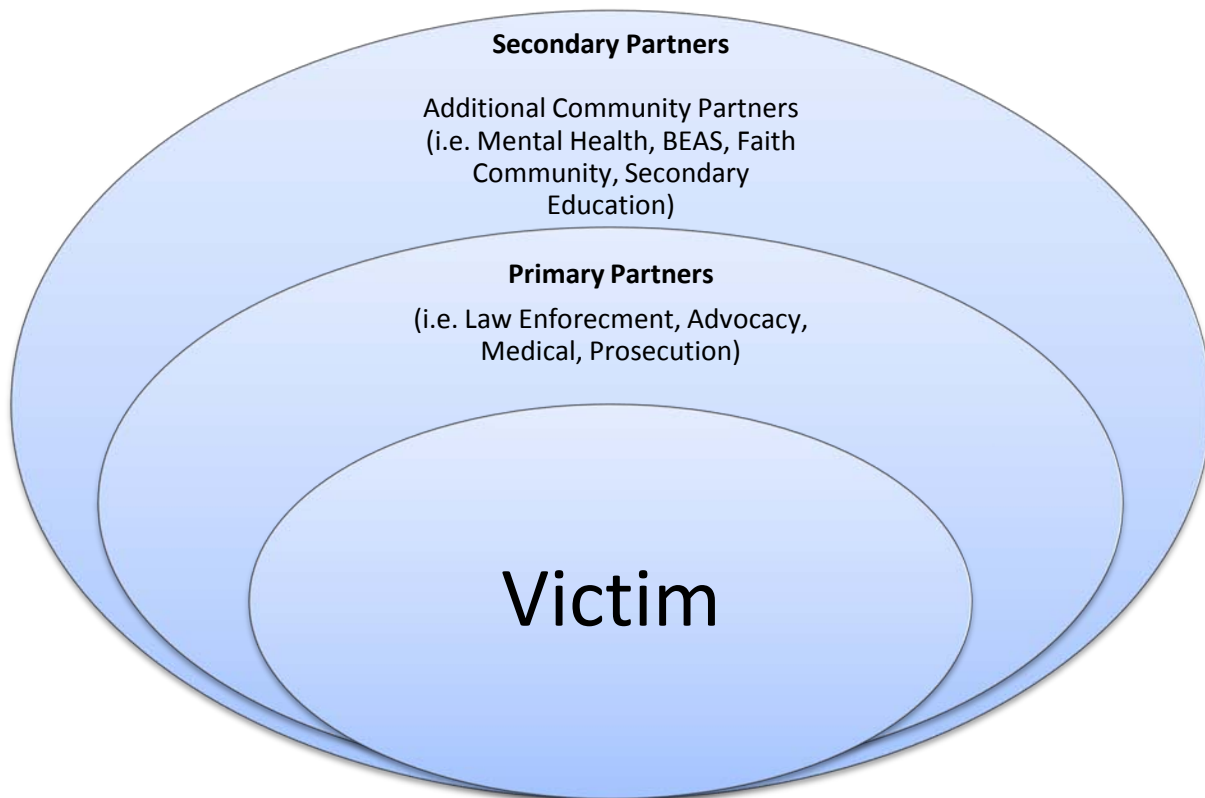 Secondary Partners
Additional Community Partners
(i.e. Mental Health, BEAS, Faith
Community, Secondary
Education)
Primary Partners
(i.e. Law Enforecment, Advocacy,
Medical, Prosecution)
Victim